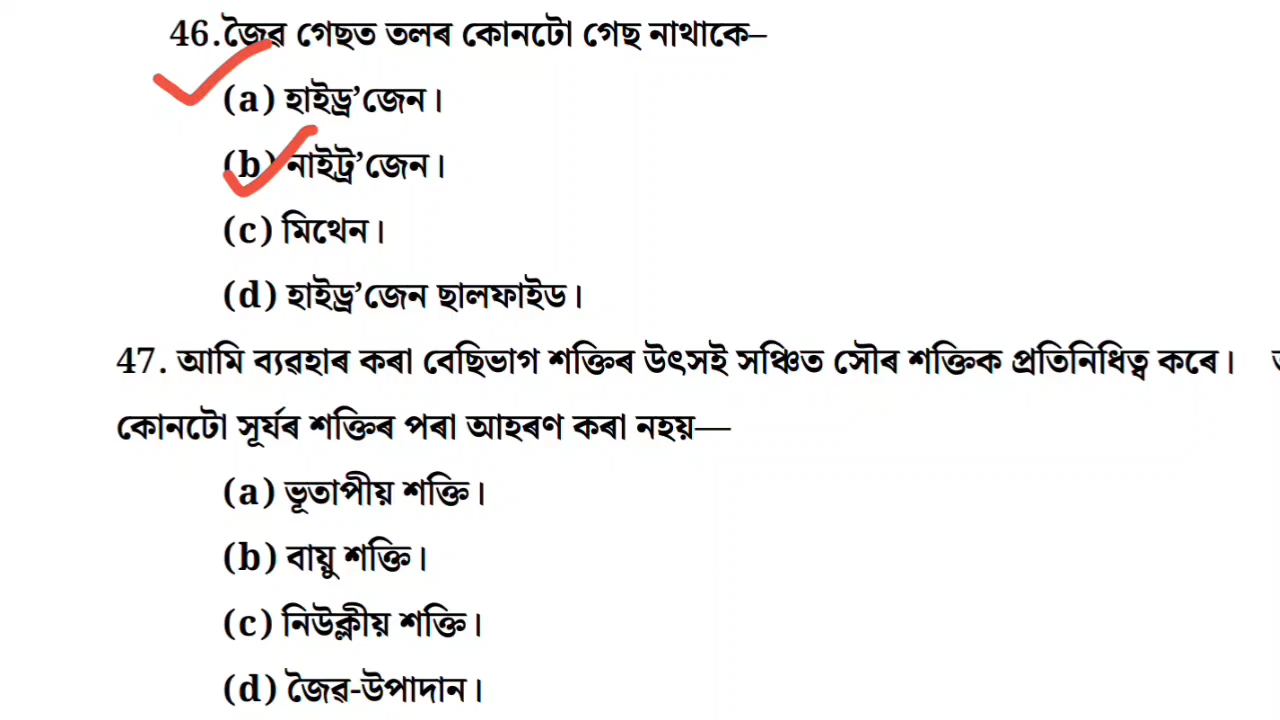 46.জৈৱ গেছত তলৰ কোনটো গেছ নাথাকে–
(a) হাইড্ৰ’জেন।
(b) নাইট্ৰ’জেন।
(c) মিথেন।
(d) হাইড্ৰ’জেন ছালফাইড।
47. আমি ব্যৱহাৰ কৰা বেছিভাগ শক্তিৰ উৎসই সঞ্চিত সৌৰ শক্তিক প্ৰতিনিধিত্ব কৰে।
কোনটো সূৰ্যৰ শক্তিৰ পৰা আহৰণ কৰা নহয়—
(a) ভূতাপীয় শক্তি।
(b) বায়ু শক্তি।
(c) নিউক্লীয় শক্তি।
(d) জৈৱ-উপাদান।